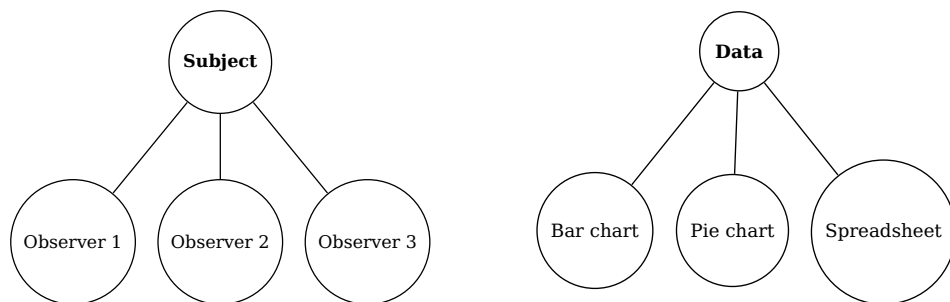 Subject
Observer 1
Observer 2
Observer 3
Data
Bar chart
Pie chart
Spreadsheet